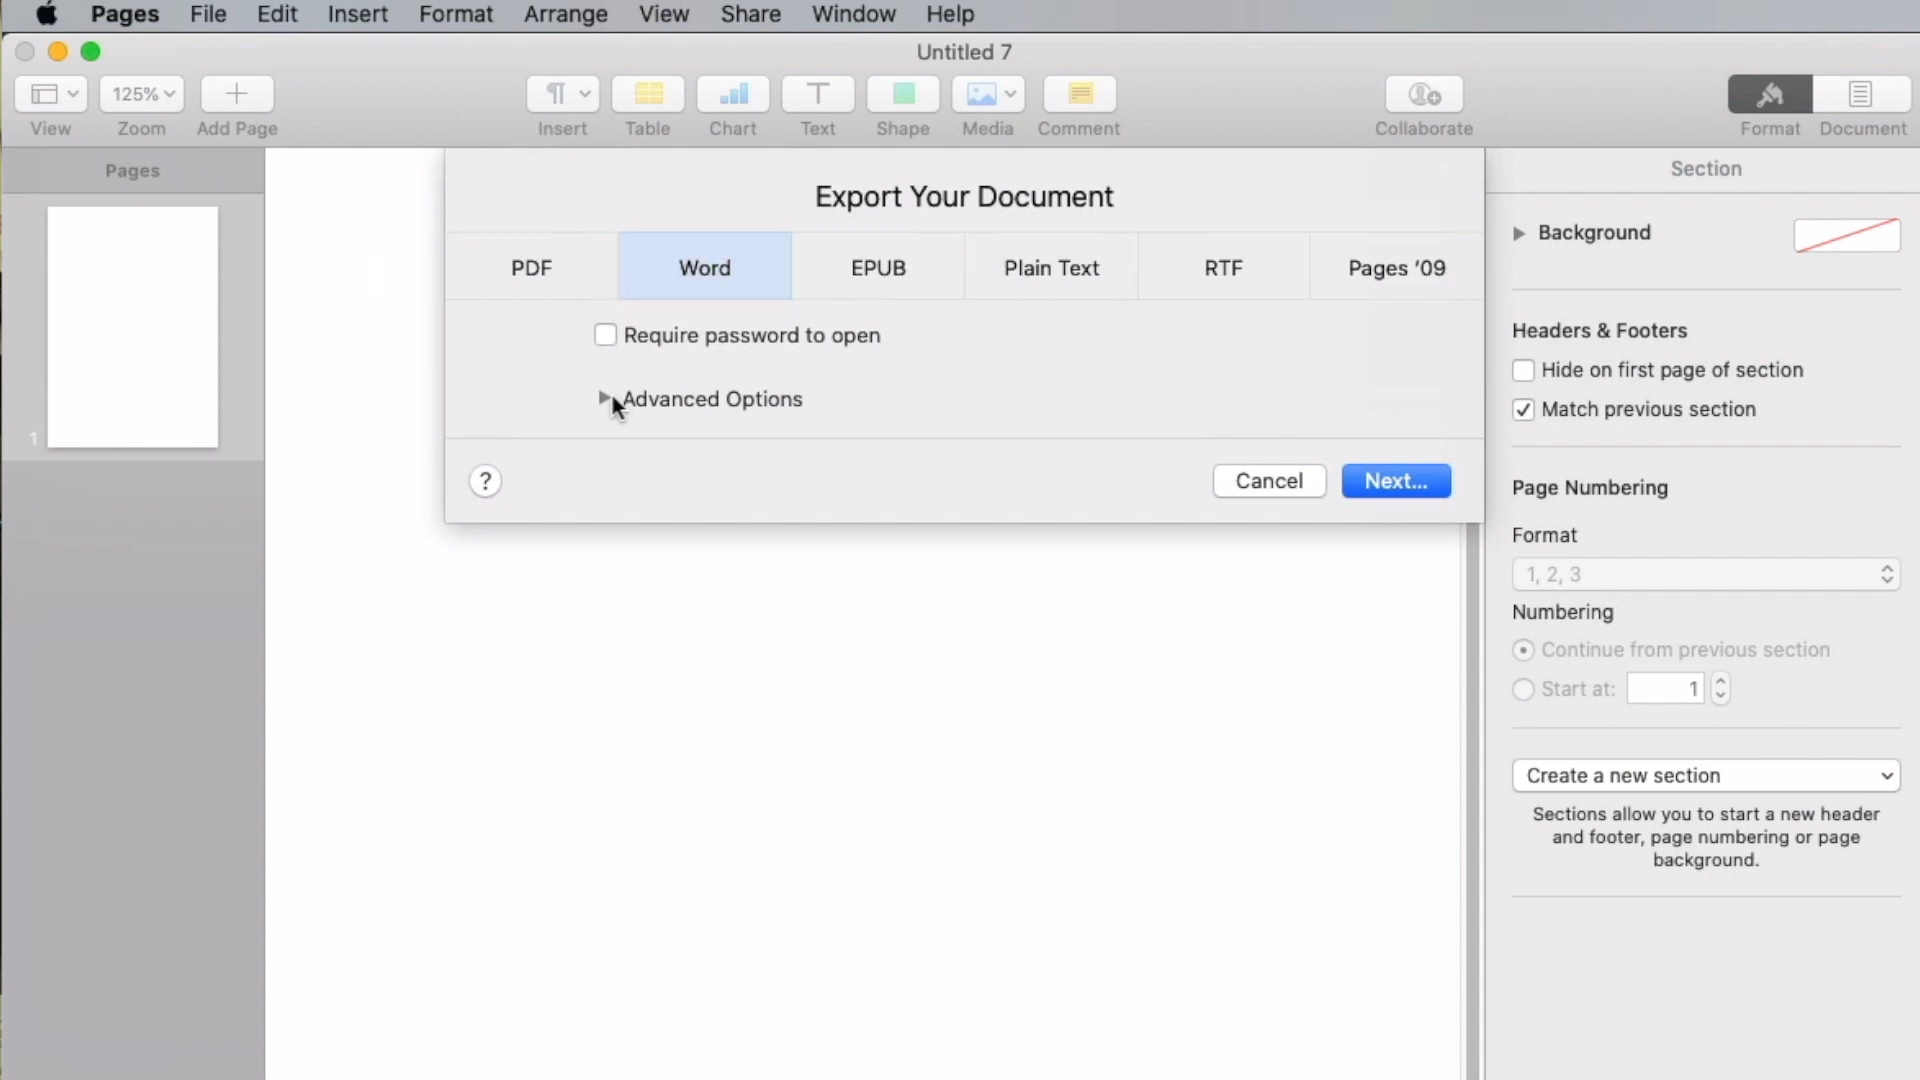 Pages File Edit Insert Format Arrange View Share Window Help
Untitled 7
125%
View Zoom Add Page Insert Table Chart Text Shape Media Comment Collaborate Format Document
Pages
1
Export Your Document
PDF Word EPUB Plain Text RTF Pages '09
Require password to open
Advanced Options
?
Cancel Next...
Section
Background
Headers & Footers
Hide on first page of section
Match previous section
Page Numbering
Format
1, 2, 3
Numbering
Continue from previous section
Start at: 1
Create a new section
Sections allow you to start a new header
and footer, page numbering or page
background.